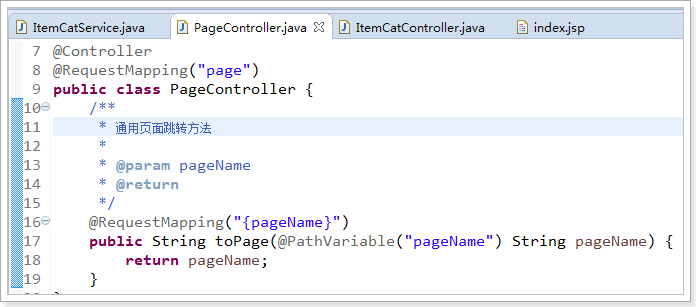 ItemCatService.java PageController.java ItemCatController.java index.jsp
7 @Controller
8 @RequestMapping("page")
9 public class PageController {
10 /**
11 * 通用页面跳转方法
12 *
13 * @param pageName
14 * @return
15 */
16 @RequestMapping("{pageName}")
17 public String toPage(@PathVariable("pageName") String pageName) {
18 return pageName;
19 }